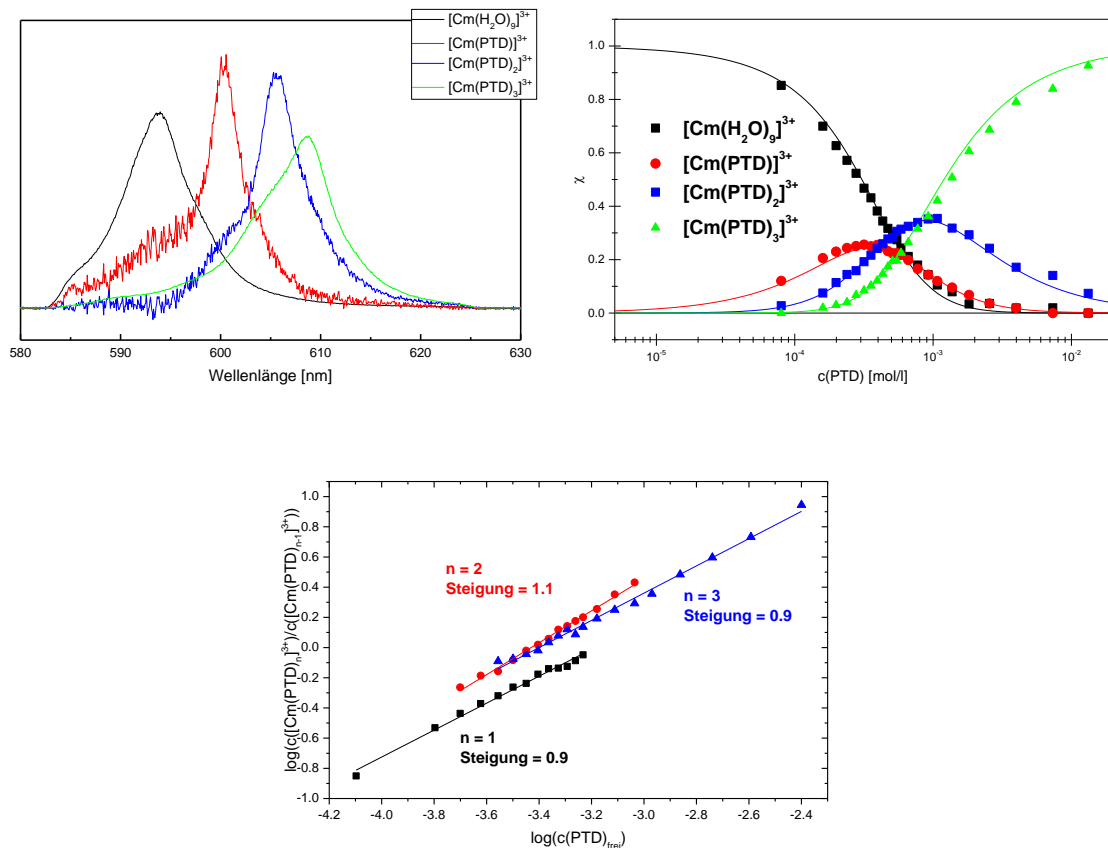 [Cm(H₂O)₉]³⁺
[Cm(PTD)]³⁺
[Cm(PTD)₂]³⁺
[Cm(PTD)₃]³⁺
580 590 600 610 620 630
Wellenlänge [nm]
1.0
0.8
0.6
0.4
0.2
0.0
χ
[Cm(H₂O)₉]³⁺
[Cm(PTD)]³⁺
[Cm(PTD)₂]³⁺
[Cm(PTD)₃]³⁺
10⁻⁵ 10⁻⁴ 10⁻³ 10⁻²
c(PTD) [mol/l]
1.0
0.8
0.6
0.4
0.2
0.0
-0.2
-0.4
-0.6
-0.8
-1.0
log(c([Cm(PTD)ₙ]³⁺)/c([Cm(PTD)ₙ₋₁]³⁺))
n = 2
Steigung = 1.1
n = 3
Steigung = 0.9
n = 1
Steigung = 0.9
-4.2 -4.0 -3.8 -3.6 -3.4 -3.2 -3.0 -2.8 -2.6 -2.4
log(c(PTD)frei)